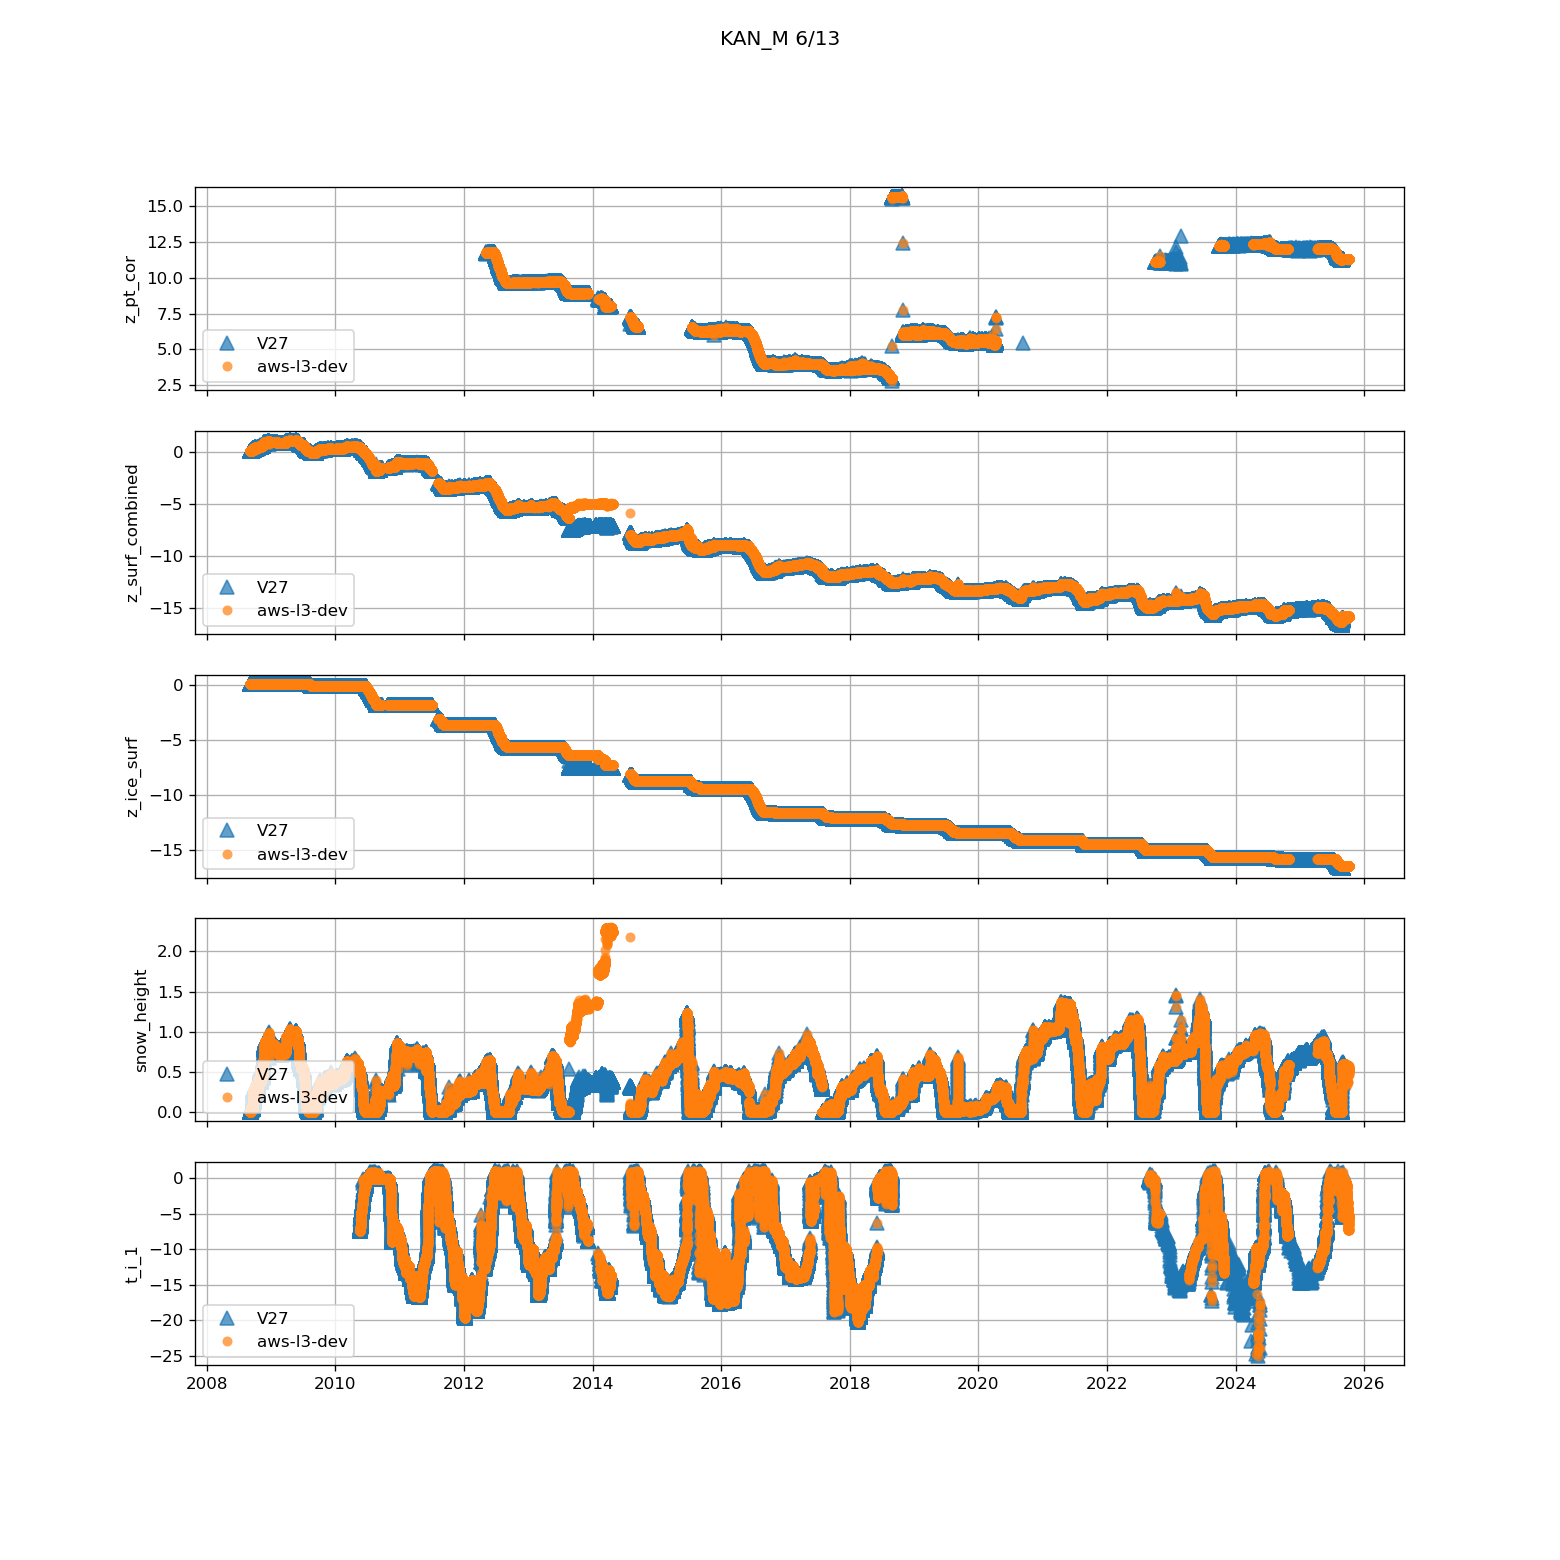 KAN_M 6/13
z_pt_cor
15.0
12.5
10.0
7.5
5.0
2.5
V27
aws-l3-dev
z_surf_combined
0
−5
−10
−15
V27
aws-l3-dev
z_ice_surf
0
−5
−10
−15
V27
aws-l3-dev
snow_height
2.0
1.5
1.0
0.5
0.0
V27
aws-l3-dev
t_i_1
0
−5
−10
−15
−20
−25
V27
aws-l3-dev
2008 2010 2012 2014 2016 2018 2020 2022 2024 2026